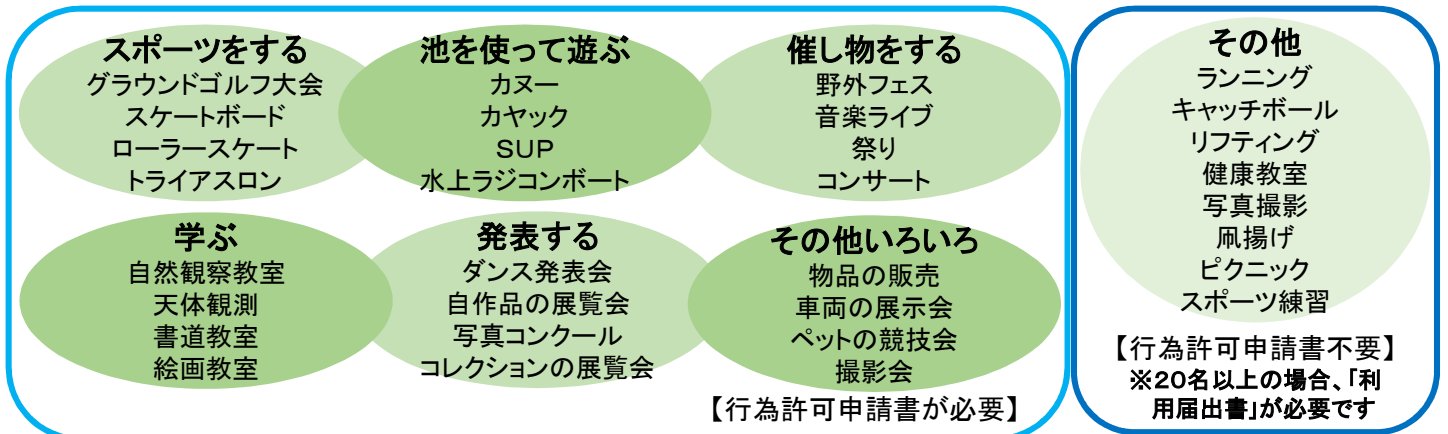 スポーツをする
グラウンドゴルフ大会
スケートボード
ローラースケート
トライアスロン
池を使って遊ぶ
カヌー
カヤック
SUP
水上ラジコンボート
催し物をする
野外フェス
音楽ライブ
祭り
コンサート
学ぶ
自然観察教室
天体観測
書道教室
絵画教室
発表する
ダンス発表会
自作品の展覧会
写真コンクール
コレクションの展覧会
その他いろいろ
物品の販売
車両の展示会
ペットの競技会
撮影会
【行為許可申請書が必要】
その他
ランニング
キャッチボール
リフティング
健康教室
写真撮影
凧揚げ
ピクニック
スポーツ練習
【行為許可申請書不要】
※20名以上の場合、「利
用届出書」が必要です